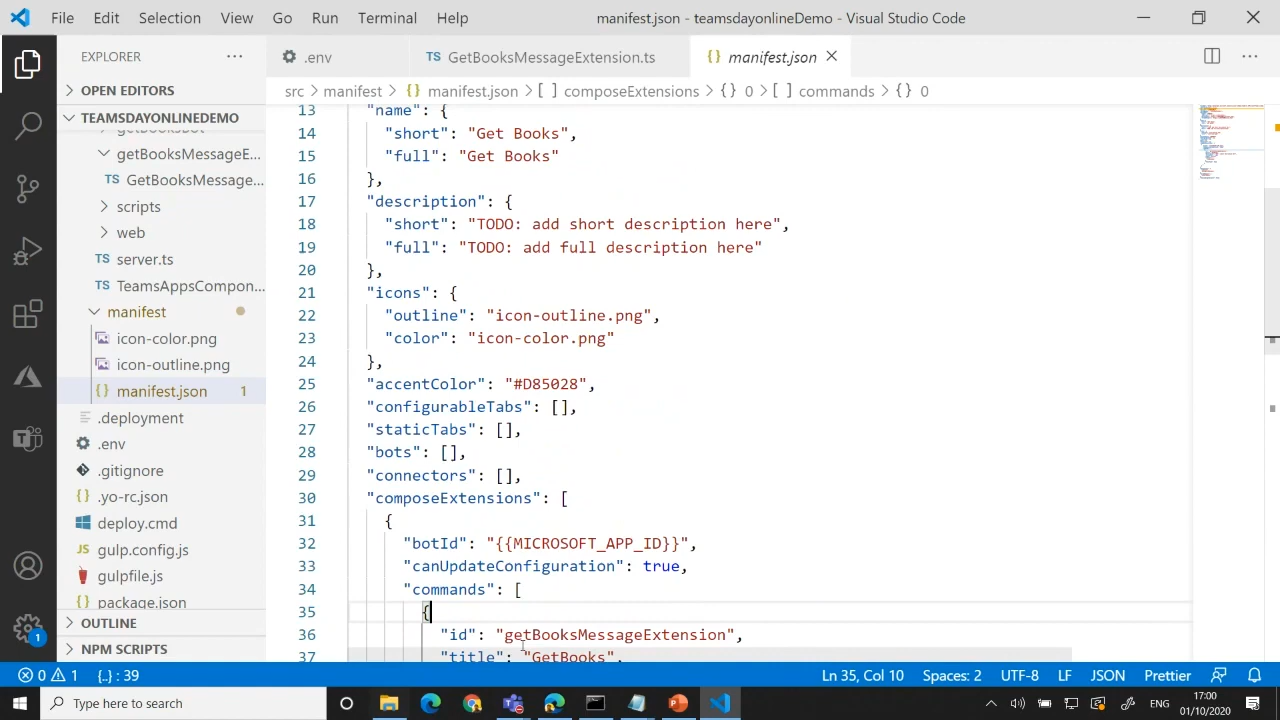 File Edit Selection View Go Run Terminal Help manifest.json - teamsdayonlineDemo - Visual Studio Code
EXPLORER ...
OPEN EDITORS
TEAMSDAYONLINEDEMO
getBooksBot
getBooksMessageE...
TS GetBooksMessage...
scripts
web
TS server.ts
TS TeamsAppsCompon...
manifest
icon-color.png
icon-outline.png
{} manifest.json 1
.deployment
.env
.gitignore
{} .yo-rc.json
deploy.cmd
JS gulp.config.js
gulpfile.js
{} package.json
OUTLINE
NPM SCRIPTS
1
.env TS GetBooksMessageExtension.ts {} manifest.json ...
src > manifest > {} manifest.json > [ ] composeExtensions > {} 0 > [ ] commands > {} 0
13 "name": {
14 "short": "Get Books",
15 "full": "Get Books"
16 },
17 "description": {
18 "short": "TODO: add short description here",
19 "full": "TODO: add full description here"
20 },
21 "icons": {
22 "outline": "icon-outline.png",
23 "color": "icon-color.png"
24 },
25 "accentColor": "#D85028",
26 "configurableTabs": [],
27 "staticTabs": [],
28 "bots": [],
29 "connectors": [],
30 "composeExtensions": [
31 {
32 "botId": "{{MICROSOFT_APP_ID}}",
33 "canUpdateConfiguration": true,
34 "commands": [
35 {
36 "id": "getBooksMessageExtension",
37 "title": "GetBooks",
0 1 {..} : 39 Ln 35, Col 10 Spaces: 2 UTF-8 LF JSON Prettier
Type here to search ENG 17:00
01/10/2020